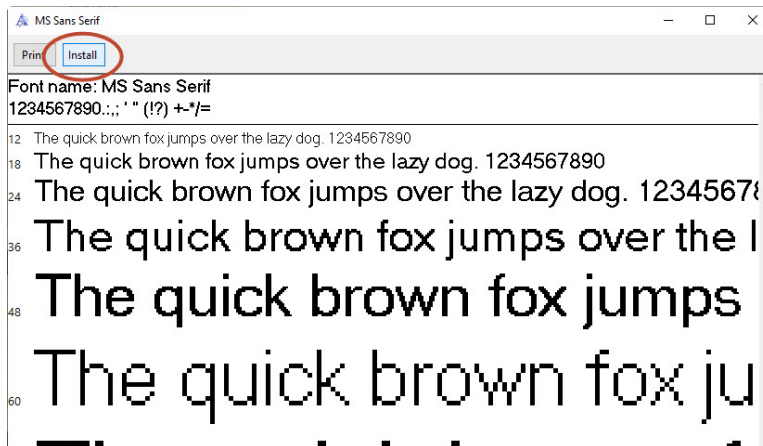 MS Sans Serif
Print Install
Font name: MS Sans Serif
1234567890.:,; ' " (!?) +-*/=
12 The quick brown fox jumps over the lazy dog. 1234567890
18 The quick brown fox jumps over the lazy dog. 1234567890
24 The quick brown fox jumps over the lazy dog. 12345678
36 The quick brown fox jumps over the l
48 The quick brown fox jumps
60 The quick brown fox ju